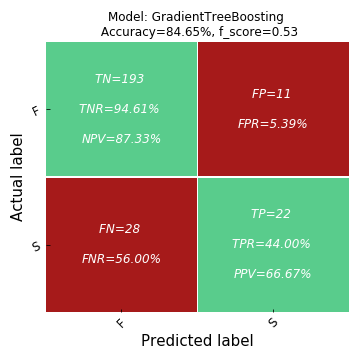 Model: GradientTreeBoosting
Accuracy=84.65%, f_score=0.53
TN=193
TNR=94.61%
NPV=87.33%
FP=11
FPR=5.39%
FN=28
FNR=56.00%
TP=22
TPR=44.00%
PPV=66.67%
Actual label
F
S
F
S
Predicted label